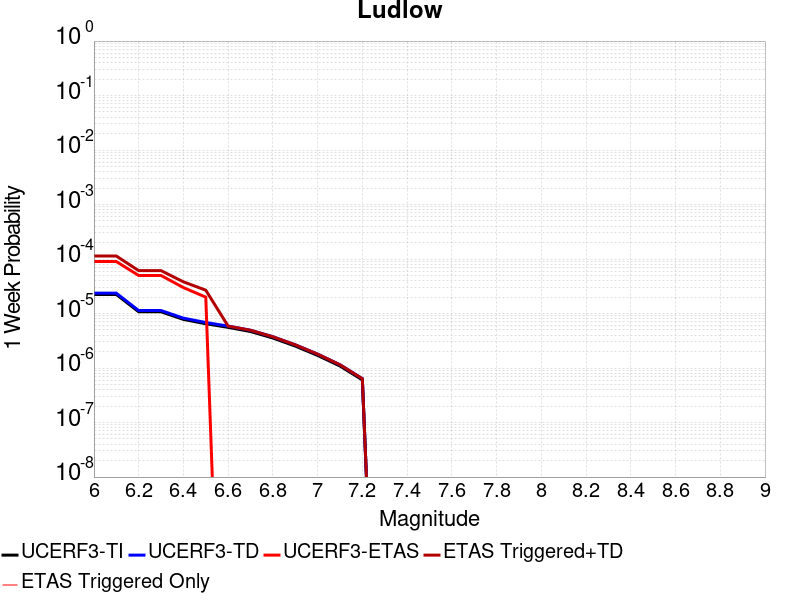 Ludlow
1 Week Probability
10^0
10^-1
10^-2
10^-3
10^-4
10^-5
10^-6
10^-7
10^-8
6 6.2 6.4 6.6 6.8 7 7.2 7.4 7.6 7.8 8 8.2 8.4 8.6 8.8 9
Magnitude
UCERF3-TI UCERF3-TD UCERF3-ETAS ETAS Triggered+TD
ETAS Triggered Only